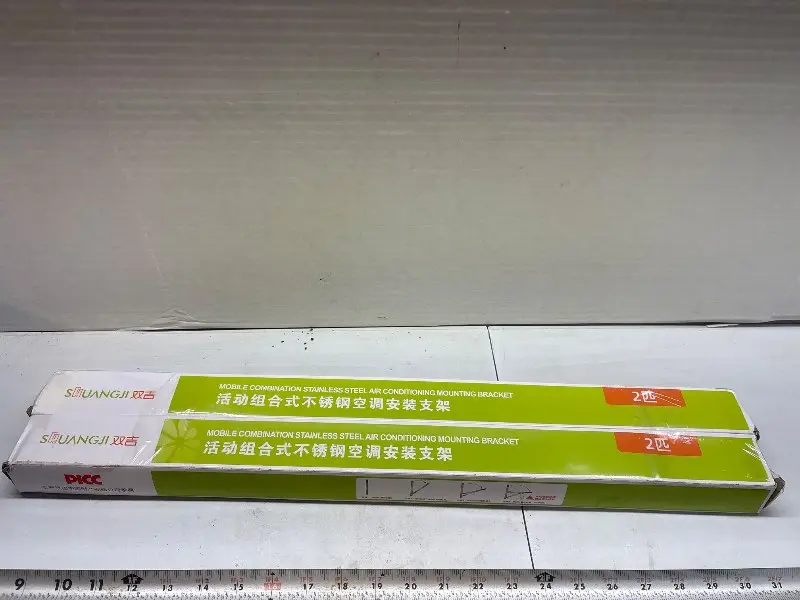 SHUANGJI 双吉
MOBILE COMBINATION STAINLESS STEEL AIR CONDITIONING MOUNTING BRACKET
活动组合式不锈钢空调安装支架
2匹
SHUANGJI 双吉
MOBILE COMBINATION STAINLESS STEEL AIR CONDITIONING MOUNTING BRACKET
活动组合式不锈钢空调安装支架
2匹
PICC
9 10 11 12 13 14 15 17 18 19 20 21 22 23 24 25 26 27 28 29 30 31